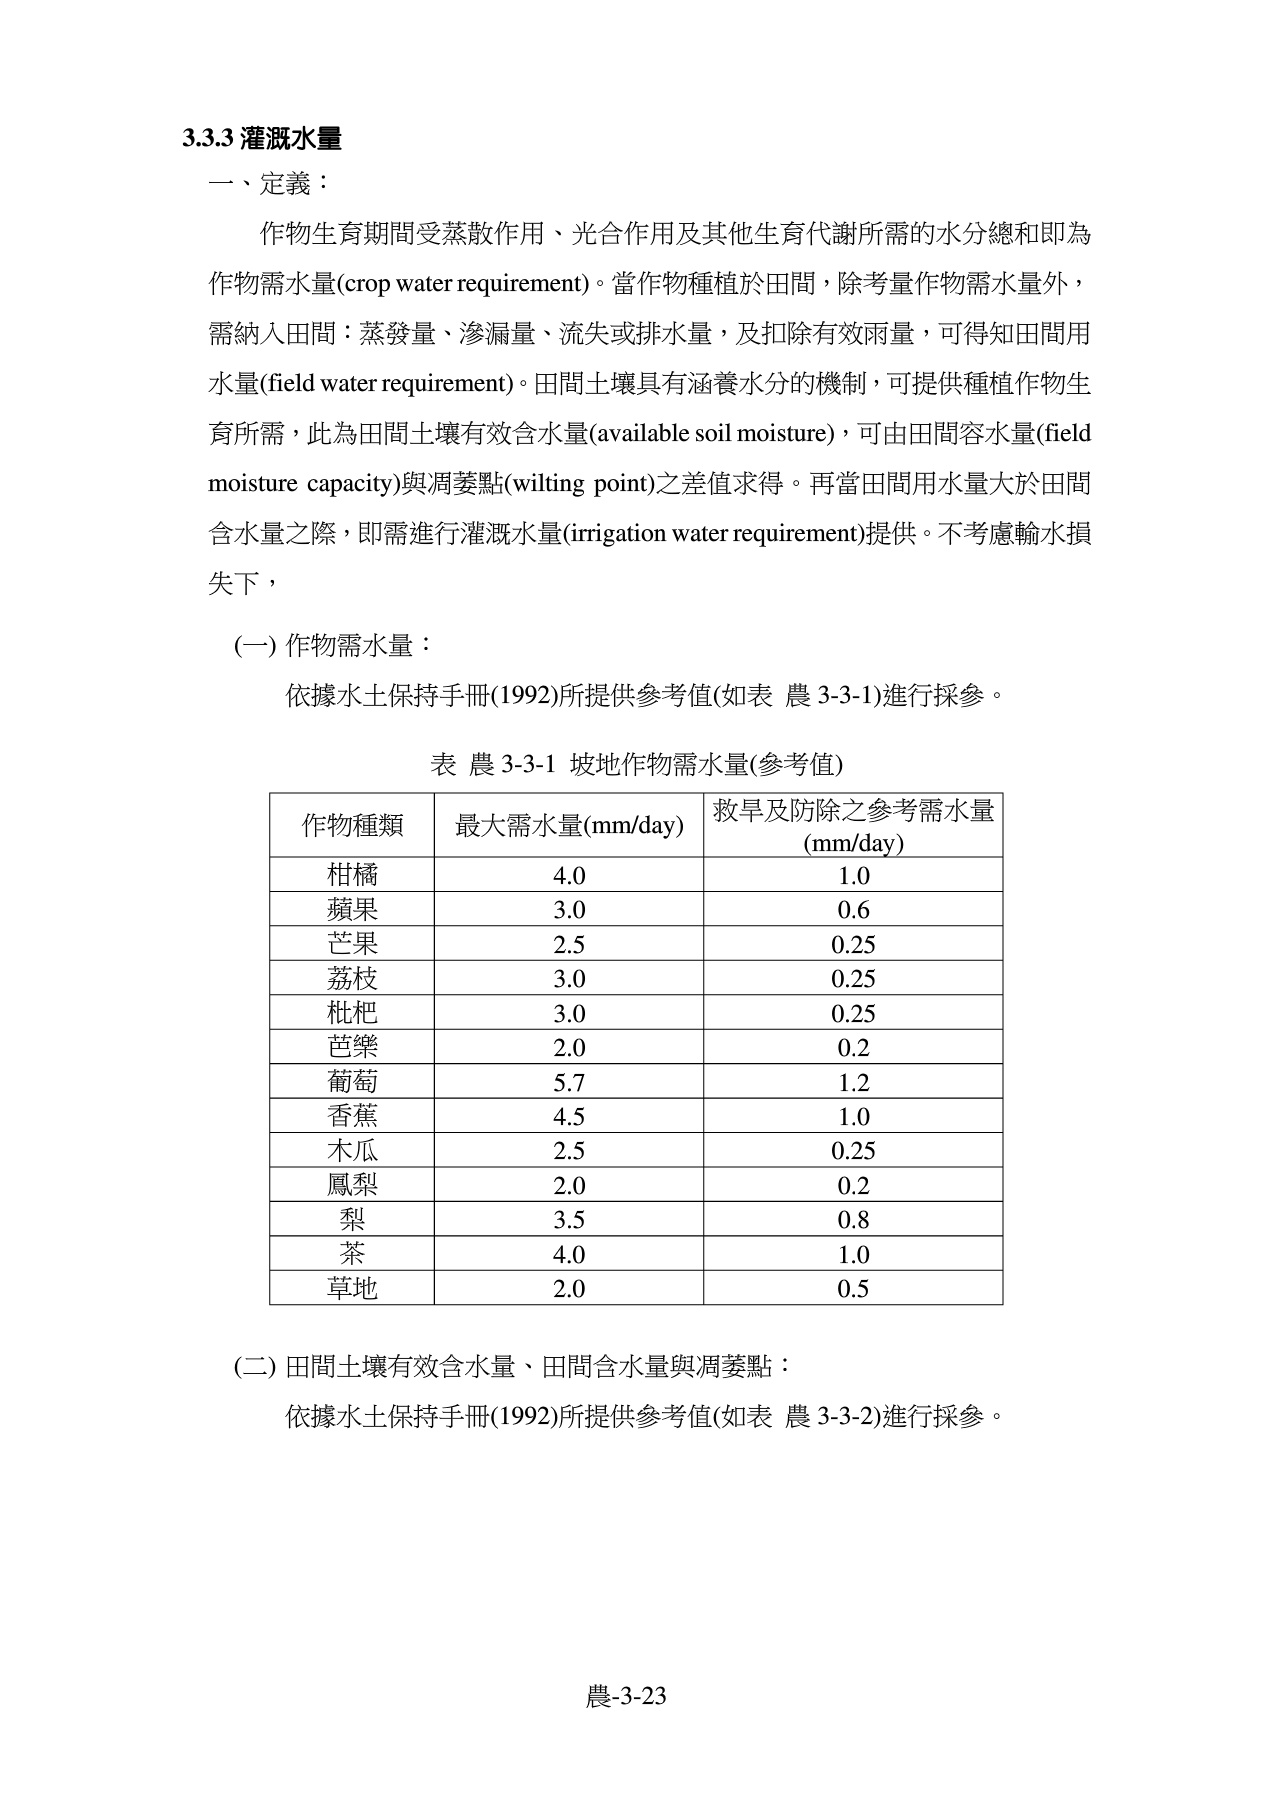 3.3.3 灌溉水量
一、定義：
作物生育期間受蒸散作用、光合作用及其他生育代謝所需的水分總和即為
作物需水量(crop water requirement)。當作物種植於田間，除考量作物需水量外，
需納入田間：蒸發量、滲漏量、流失或排水量，及扣除有效雨量，可得知田間用
水量(field water requirement)。田間土壤具有涵養水分的機制，可提供種植作物生
育所需，此為田間土壤有效含水量(available soil moisture)，可由田間容水量(field
moisture capacity)與凋萎點(wilting point)之差值求得。再當田間用水量大於田間
含水量之際，即需進行灌溉水量(irrigation water requirement)提供。不考慮輸水損
失下，
(一) 作物需水量：
依據水土保持手冊(1992)所提供參考值(如表 農 3-3-1)進行採參。
表 農 3-3-1 坡地作物需水量(參考值)
作物種類 最大需水量(mm/day) 救旱及防除之參考需水量
(mm/day)
柑橘 4.0 1.0
蘋果 3.0 0.6
芒果 2.5 0.25
荔枝 3.0 0.25
枇杷 3.0 0.25
芭樂 2.0 0.2
葡萄 5.7 1.2
香蕉 4.5 1.0
木瓜 2.5 0.25
鳳梨 2.0 0.2
梨 3.5 0.8
茶 4.0 1.0
草地 2.0 0.5
(二) 田間土壤有效含水量、田間含水量與凋萎點：
依據水土保持手冊(1992)所提供參考值(如表 農 3-3-2)進行採參。
農-3-23